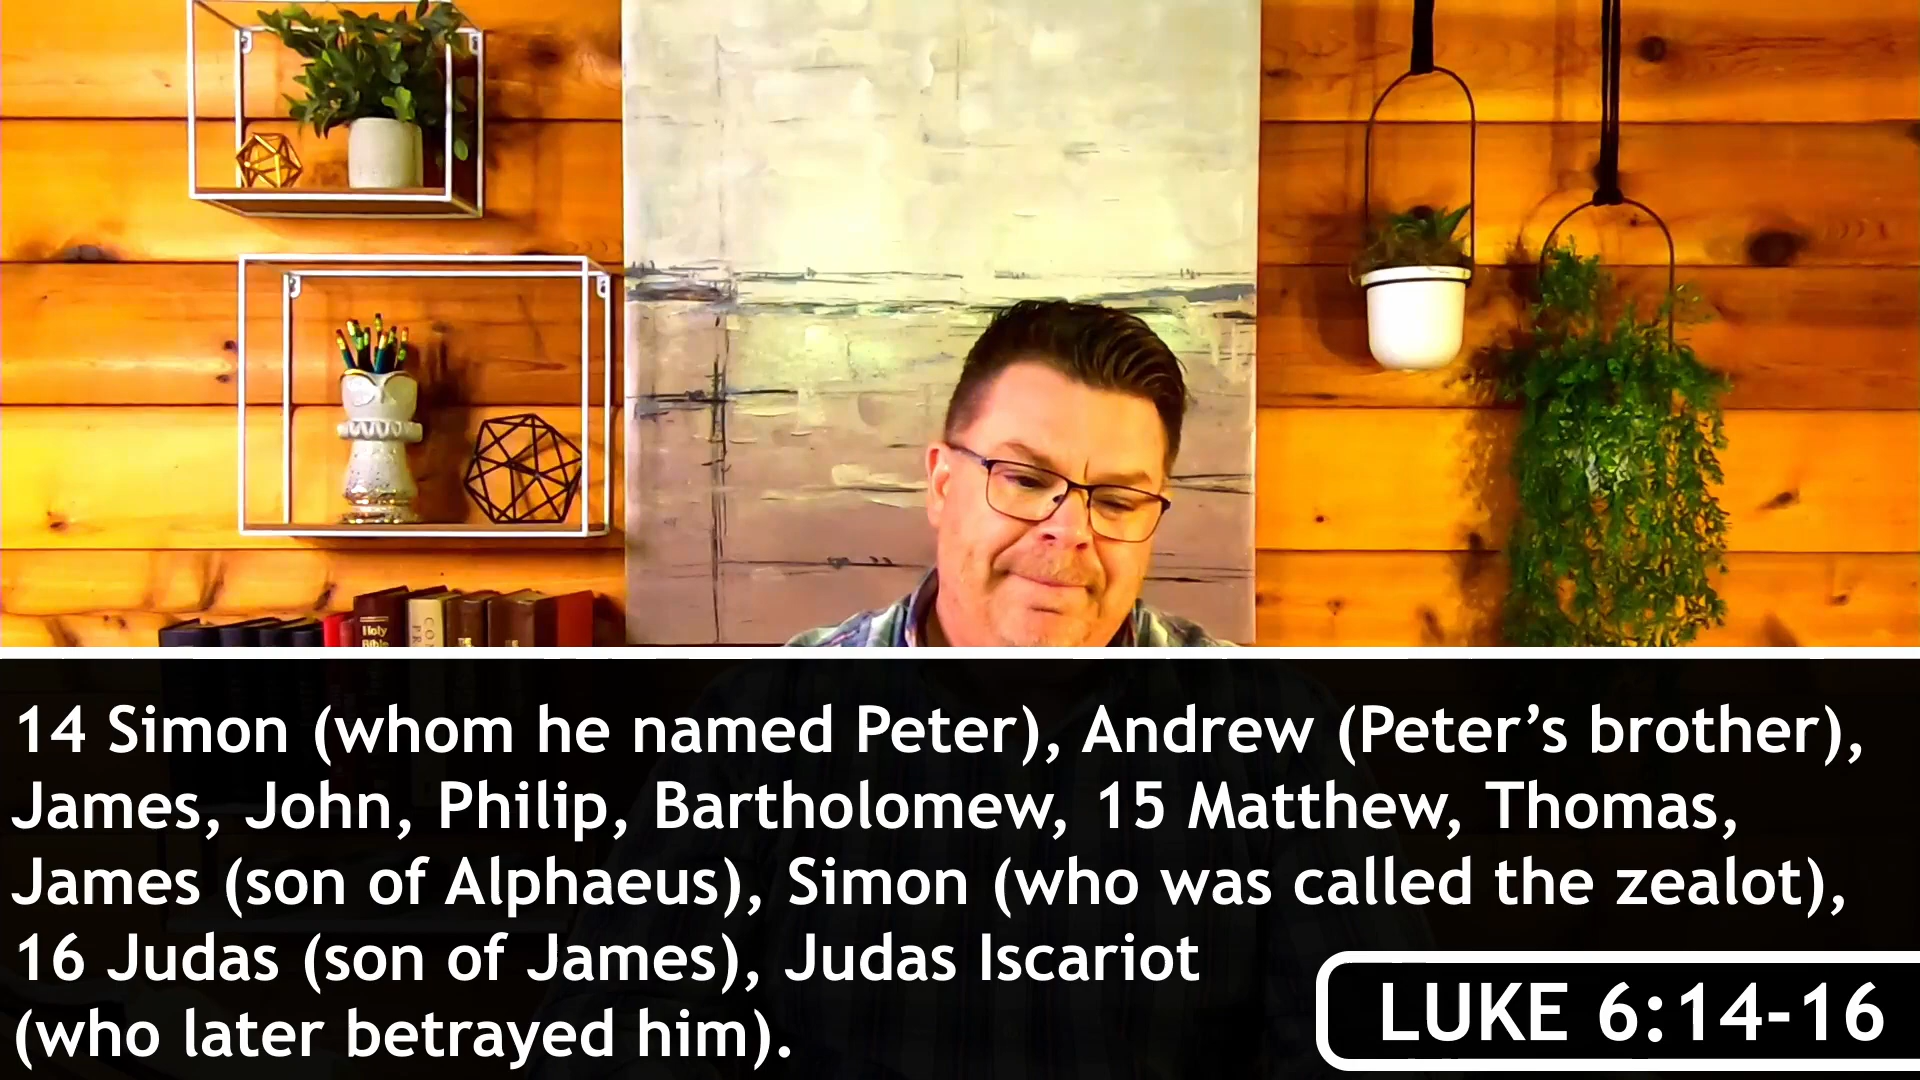 Holy
Bible
14 Simon (whom he named Peter), Andrew (Peter’s brother),
James, John, Philip, Bartholomew, 15 Matthew, Thomas,
James (son of Alphaeus), Simon (who was called the zealot),
16 Judas (son of James), Judas Iscariot
(who later betrayed him).
LUKE 6:14-16